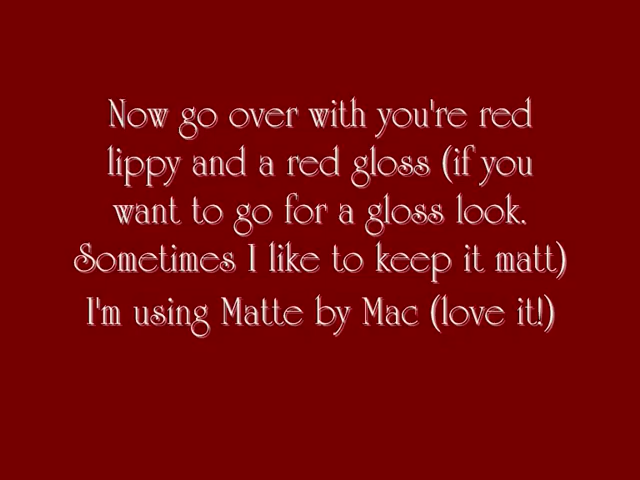 Now go over with you're red
lippy and a red gloss (if you
want to go for a gloss look.
Sometimes I like to keep it matt)
I'm using Matte by Mac (love it!)